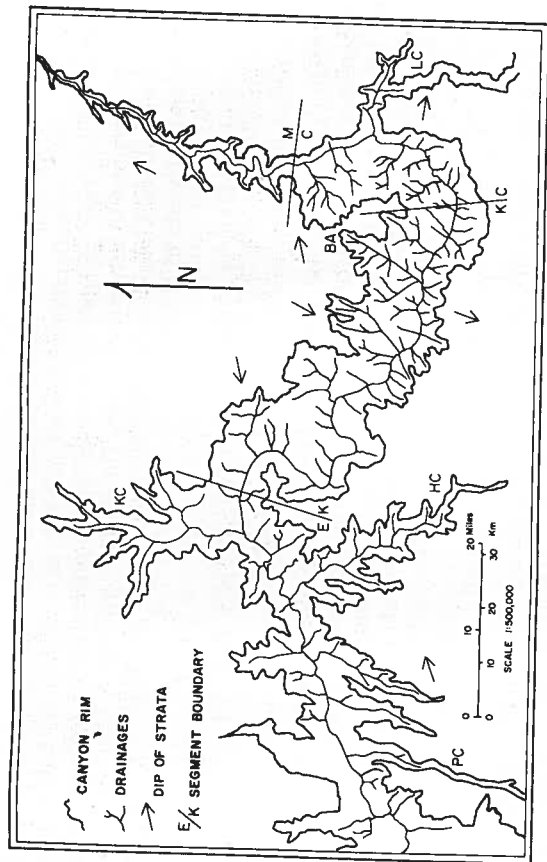 CANYON RIM
DRAINAGES
DIP OF STRATA
E/K SEGMENT BOUNDARY
N
KC
E/K
BA
M
C
LC
K C
HC
PC
20 Miles
10
0
10
30 Km
20
10
0
SCALE 1:500,000